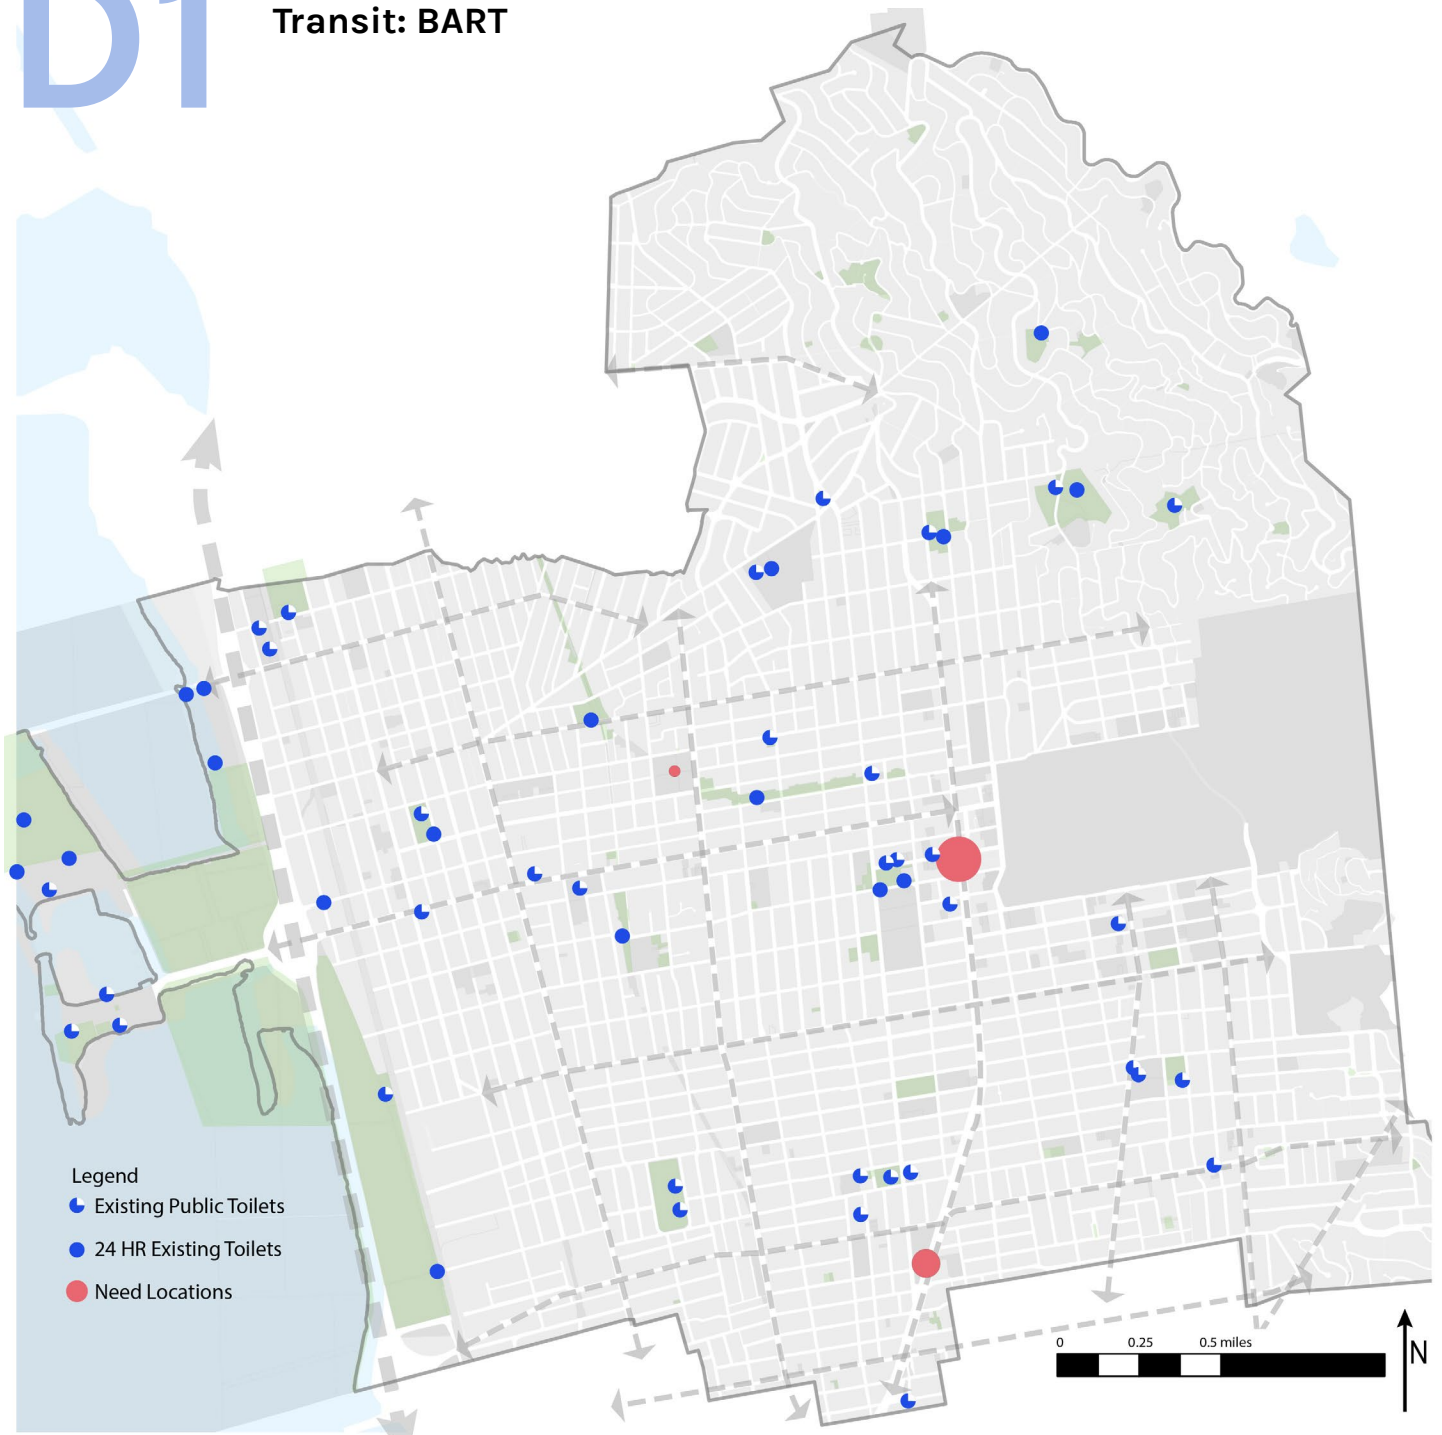 D1
Transit: BART
Legend
Existing Public Toilets
24 HR Existing Toilets
Need Locations
0 0.25 0.5 miles
N